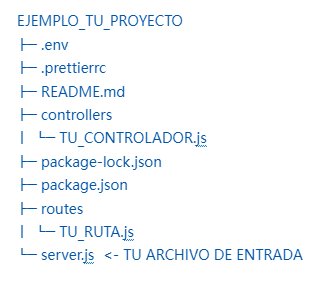 EJEMPLO_TU_PROYECTO
├─ .env
├─ .prettierrc
├─ README.md
├─ controllers
│  └─ TU_CONTROLADOR.js
├─ package-lock.json
├─ package.json
├─ routes
│  └─ TU_RUTA.js
└─ server.js <- TU ARCHIVO DE ENTRADA